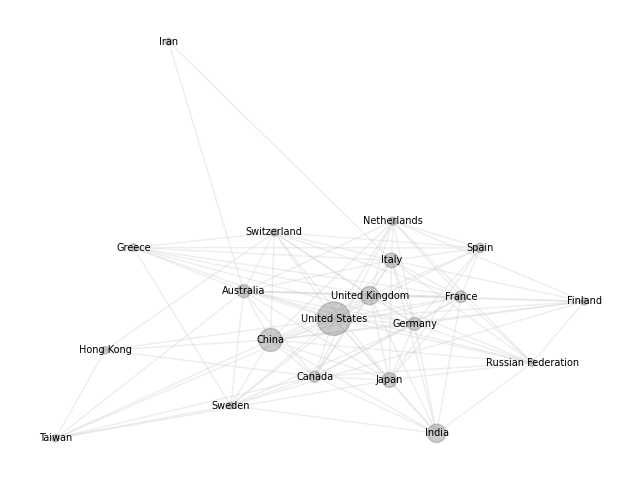 Iran
Netherlands
Switzerland
Greece
Spain
Italy
Australia
United Kingdom
France
Finland
United States
Germany
China
Hong Kong
Russian Federation
Canada
Japan
Sweden
India
Taiwan